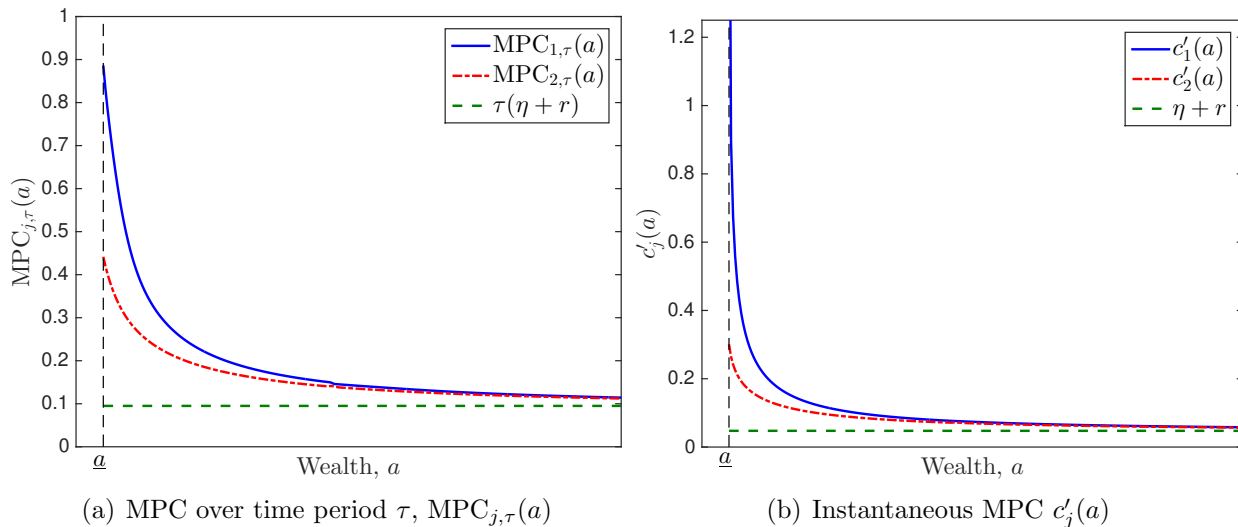 1
0.9
0.8
0.7
0.6
0.5
0.4
0.3
0.2
0.1
0
MPC_{j,τ}(a)
MPC_{1,τ}(a)
MPC_{2,τ}(a)
τ(η + r)
a
Wealth, a
(a) MPC over time period τ, MPC_{j,τ}(a)
1.2
1
0.8
0.6
0.4
0.2
0
c′_j(a)
c′_1(a)
c′_2(a)
η + r
a
Wealth, a
(b) Instantaneous MPC c′_j(a)